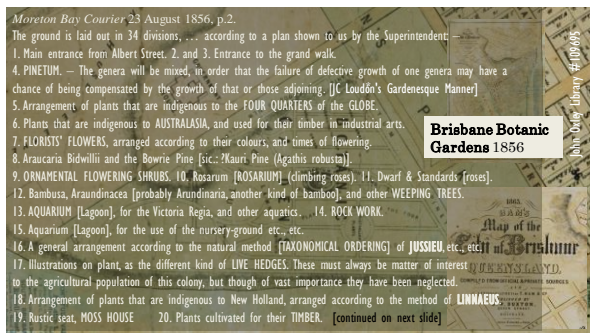 Moreton Bay Courier 23 August 1856, p.2.
The ground is laid out in 34 divisions, … according to a plan shown to us by the Superintendent: –
1. Main entrance from Albert Street. 2. and 3. Entrance to the grand walk.
4. PINETUM. – The genera will be mixed, in order that the failure of defective growth of one genera may have a
chance of being compensated by the growth of that or those adjoining. [JC Loudon's Gardenesque Manner]
5. Arrangement of plants that are indigenous to the FOUR QUARTERS of the GLOBE.
6. Plants that are indigenous to AUSTRALASIA, and used for their timber in industrial arts.
7. FLORISTS' FLOWERS, arranged according to their colours, and times of flowering.
8. Araucaria Bidwillii and the Bowrie Pine [sic.: ?Kauri Pine (Agathis robusta)].
9. ORNAMENTAL FLOWERING SHRUBS. 10. Rosarum [ROSARIUM], (climbing roses). 11. Dwarf & Standards [roses].
12. Bambusa, Araundinacea [probably Arundinaria, another kind of bamboo], and other WEEPING TREES.
13. AQUARIUM [Lagoon], for the Victoria Regia, and other aquatics. 14. ROCK WORK.
15. Aquarium [Lagoon], for the use of the nursery-ground etc., etc.
16. A general arrangement according to the natural method [TAXONOMICAL ORDERING] of JUSSIEU, etc., etc.
17. Illustrations on plant, as the different kind of LIVE HEDGES. These must always be matter of interest
to the agricultural population of this colony, but though of vast importance they have been neglected.
18. Arrangement of plants that are indigenous to New Holland, arranged according to the method of LINNAEUS.
19. Rustic seat, MOSS HOUSE 20. Plants cultivated for their TIMBER. [continued on next slide]
Brisbane Botanic
Gardens 1856
John Oxley Library #109695
Map of the
City of Brisbane
QUEENSLAND.